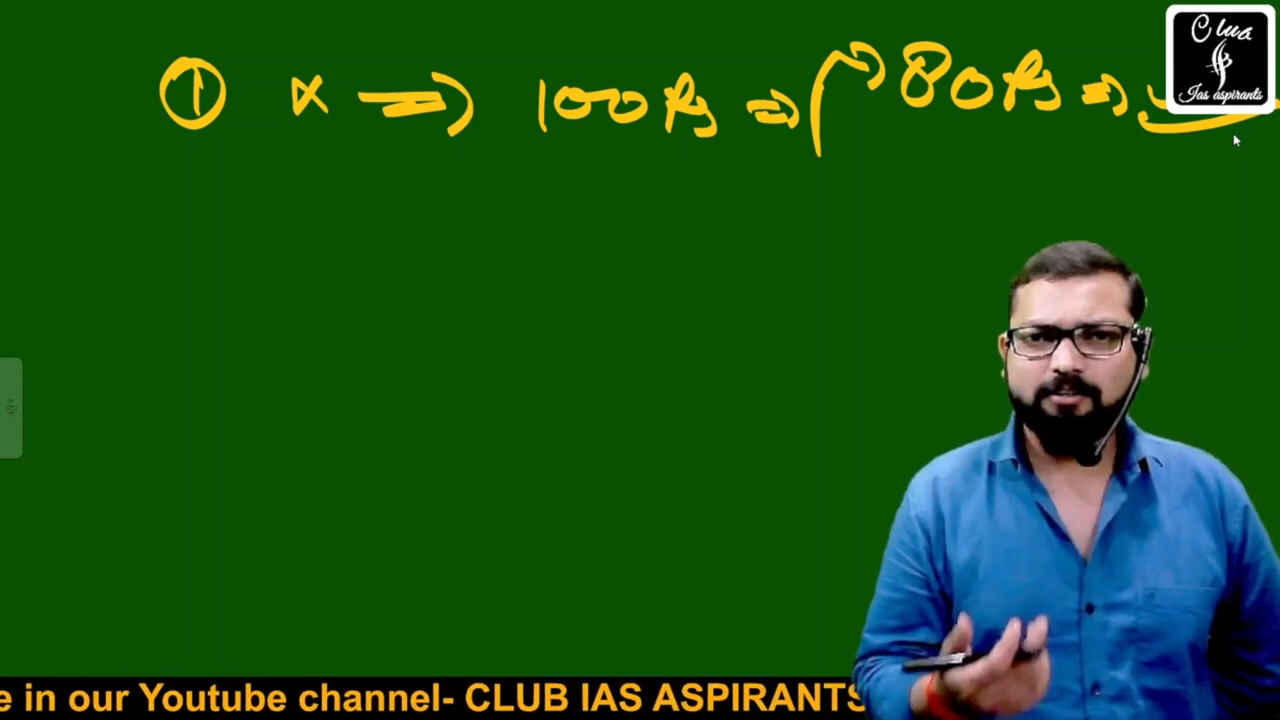 ① x ⇒ 100 Rs ⇒ 80 Rs ⇒
Club
Ias aspirants
e in our Youtube channel- CLUB IAS ASPIRANTS